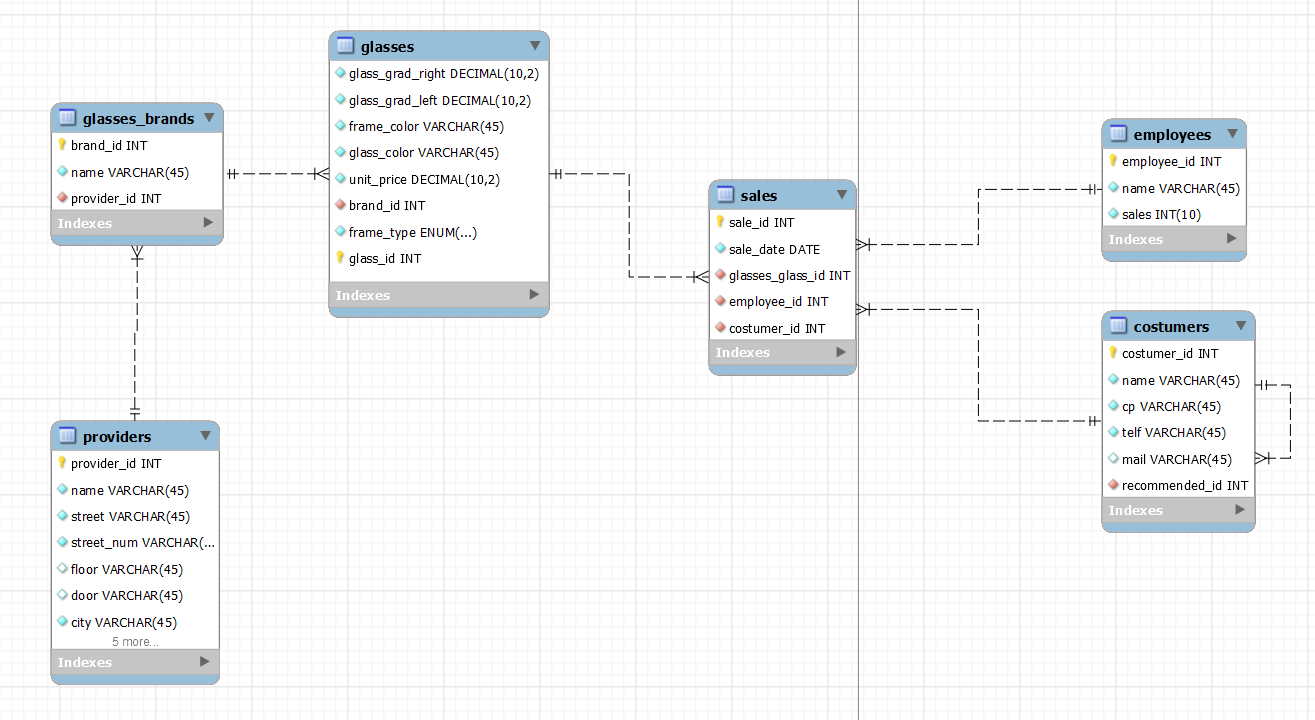 glasses_brands
brand_id INT
name VARCHAR(45)
provider_id INT
Indexes
glasses
glass_grad_right DECIMAL(10,2)
glass_grad_left DECIMAL(10,2)
frame_color VARCHAR(45)
glass_color VARCHAR(45)
unit_price DECIMAL(10,2)
brand_id INT
frame_type ENUM(...)
glass_id INT
Indexes
providers
provider_id INT
name VARCHAR(45)
street VARCHAR(45)
street_num VARCHAR(...
floor VARCHAR(45)
door VARCHAR(45)
city VARCHAR(45)
5 more...
Indexes
sales
sale_id INT
sale_date DATE
glasses_glass_id INT
employee_id INT
costumer_id INT
Indexes
employees
employee_id INT
name VARCHAR(45)
sales INT(10)
Indexes
costumers
costumer_id INT
name VARCHAR(45)
cp VARCHAR(45)
telf VARCHAR(45)
mail VARCHAR(45)
recommended_id INT
Indexes